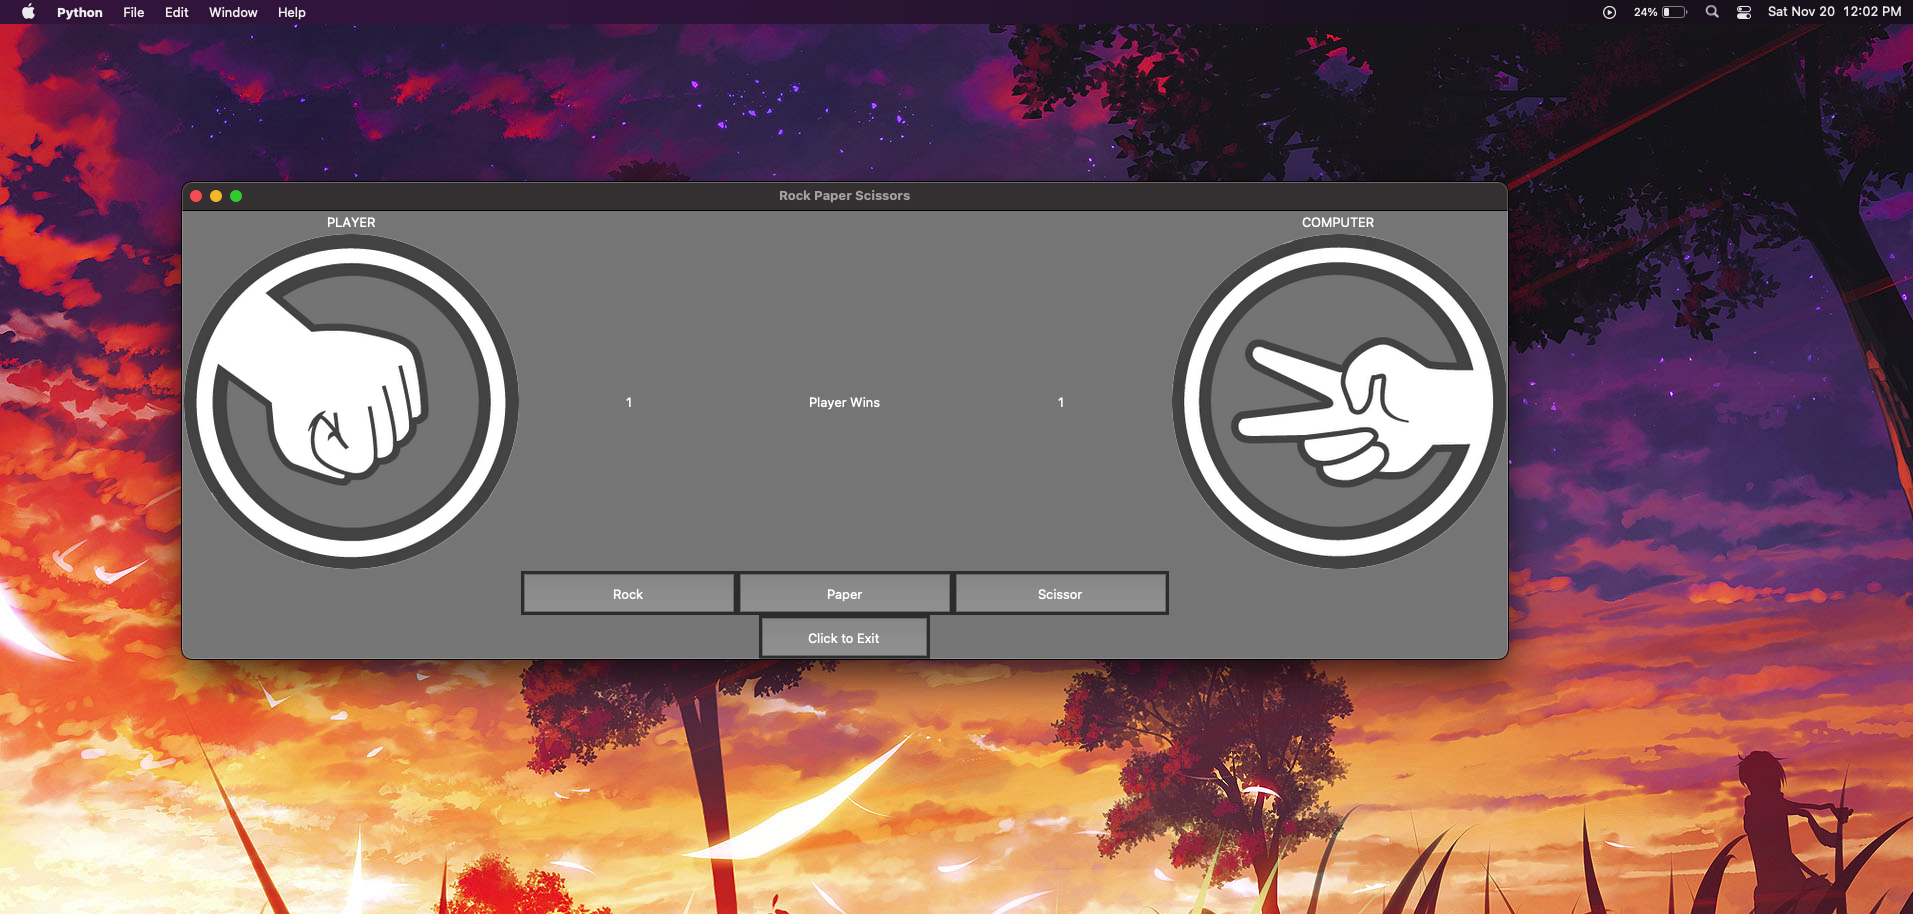 Python File Edit Window Help 24% Sat Nov 20 12:02 PM
Rock Paper Scissors
PLAYER COMPUTER
1 Player Wins 1
Rock Paper Scissor
Click to Exit